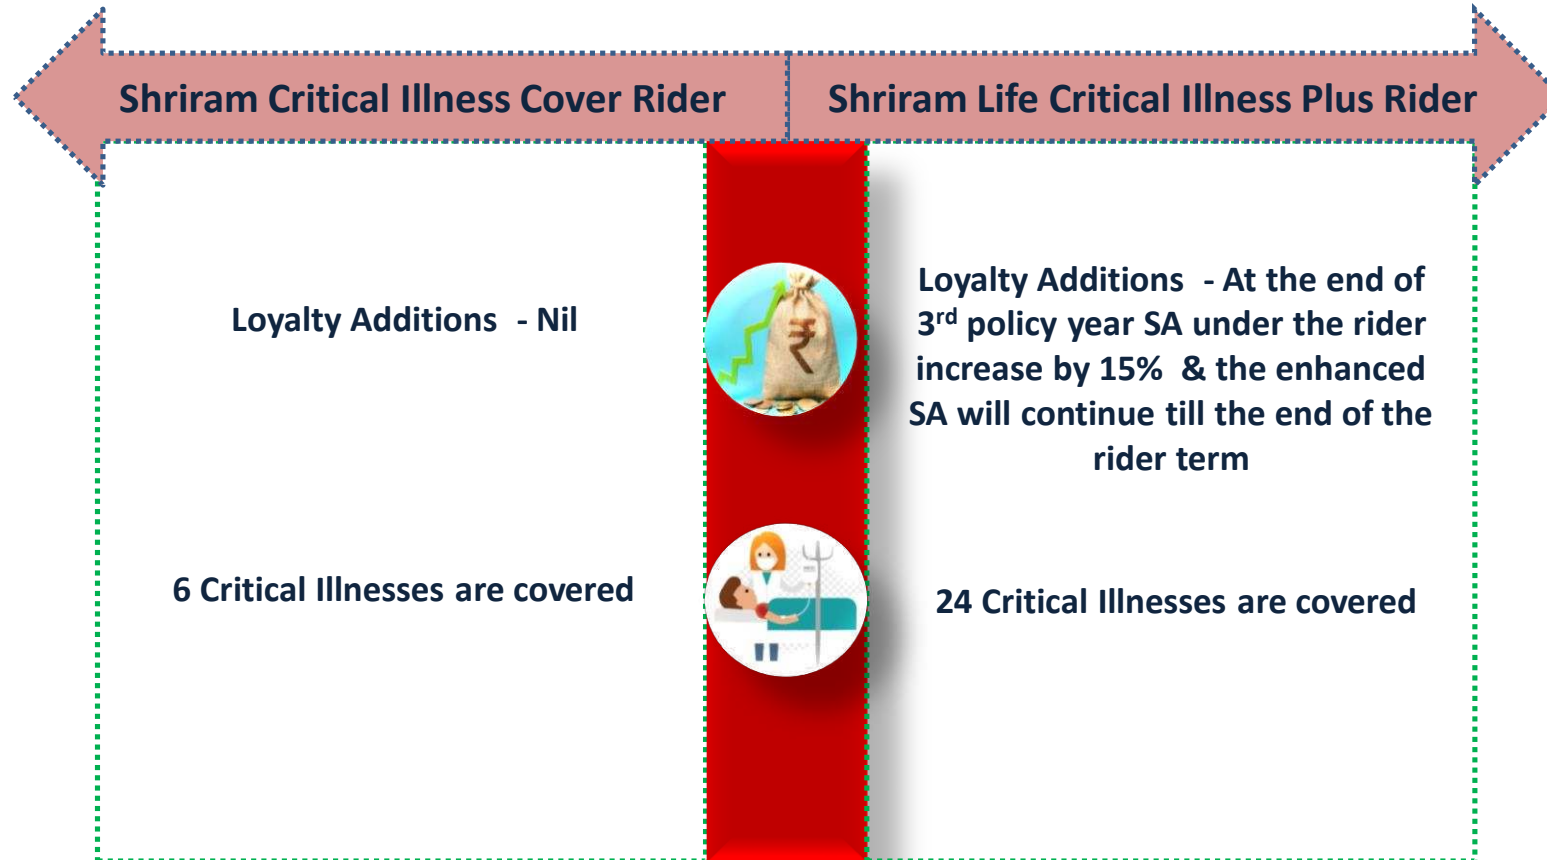 Shriram Critical Illness Cover Rider
Shriram Life Critical Illness Plus Rider
Loyalty Additions - Nil
Loyalty Additions - At the end of
3rd policy year SA under the rider
increase by 15% & the enhanced
SA will continue till the end of the
rider term
₹
6 Critical Illnesses are covered
24 Critical Illnesses are covered